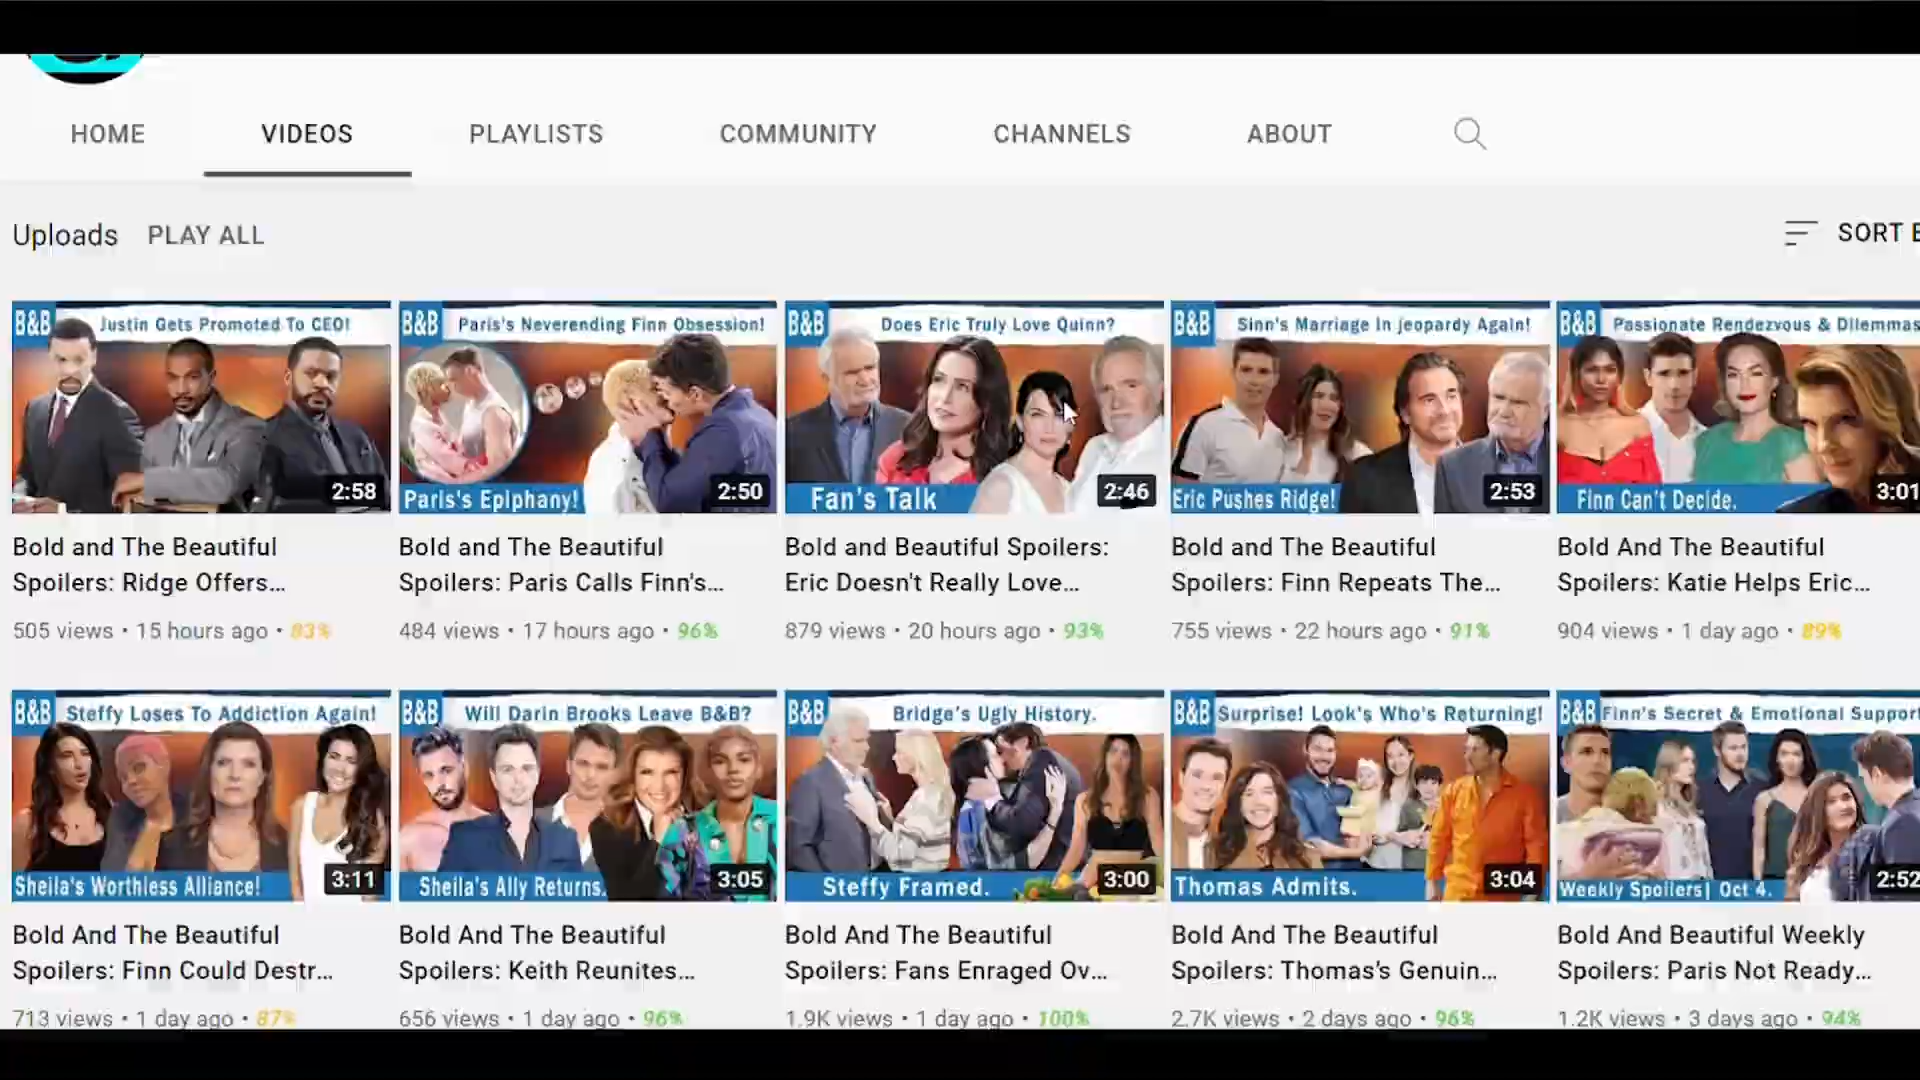 HOME VIDEOS PLAYLISTS COMMUNITY CHANNELS ABOUT
Uploads PLAY ALL
SORT
B&B Justin Gets Promoted To CEO!
2:58
B&B Paris's Neverending Finn Obsession!
Paris's Epiphany! 2:50
B&B Does Eric Truly Love Quinn?
Fan's Talk 2:46
B&B Sinn's Marriage In Jeopardy Again!
Eric Pushes Ridge! 2:53
B&B Passionate Rendezvous & Dilemmas
Finn Can't Decide. 3:01
Bold and The Beautiful
Spoilers: Ridge Offers...
505 views • 15 hours ago • 83%
Bold and The Beautiful
Spoilers: Paris Calls Finn's...
484 views • 17 hours ago • 96%
Bold and Beautiful Spoilers:
Eric Doesn't Really Love...
879 views • 20 hours ago • 93%
Bold and The Beautiful
Spoilers: Finn Repeats The...
755 views • 22 hours ago • 91%
Bold And The Beautiful
Spoilers: Katie Helps Eric...
904 views • 1 day ago • 89%
B&B Steffy Loses To Addiction Again!
Sheila's Worthless Alliance! 3:11
B&B Will Darin Brooks Leave B&B?
Sheila's Ally Returns. 3:05
B&B Bridge's Ugly History.
Steffy Framed. 3:00
B&B Surprise! Look's Who's Returning!
Thomas Admits. 3:04
B&B Finn's Secret & Emotional Support
Weekly Spoilers| Oct 4. 2:52
Bold And The Beautiful
Spoilers: Finn Could Destr...
713 views • 1 day ago • 87%
Bold And The Beautiful
Spoilers: Keith Reunites...
656 views • 1 day ago • 96%
Bold And The Beautiful
Spoilers: Fans Enraged Ov...
1.9K views • 1 day ago • 100%
Bold And The Beautiful
Spoilers: Thomas's Genuin...
2.7K views • 2 days ago • 96%
Bold And Beautiful Weekly
Spoilers: Paris Not Ready...
1.2K views • 3 days ago • 94%